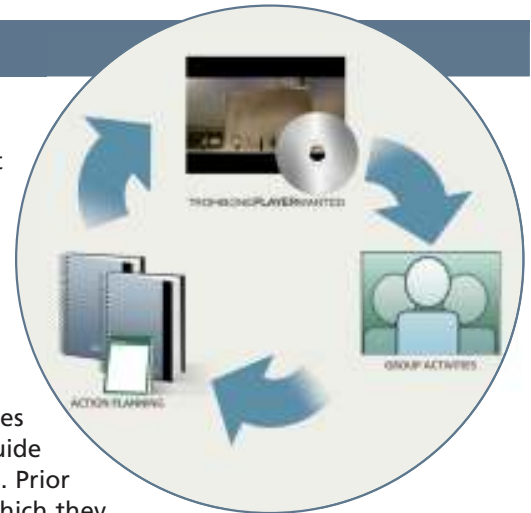 TROMBONEPLAYERWANTED
GROUP ACTIVITIES
ACTION PLANNING
es
uide
. Prior
hich they